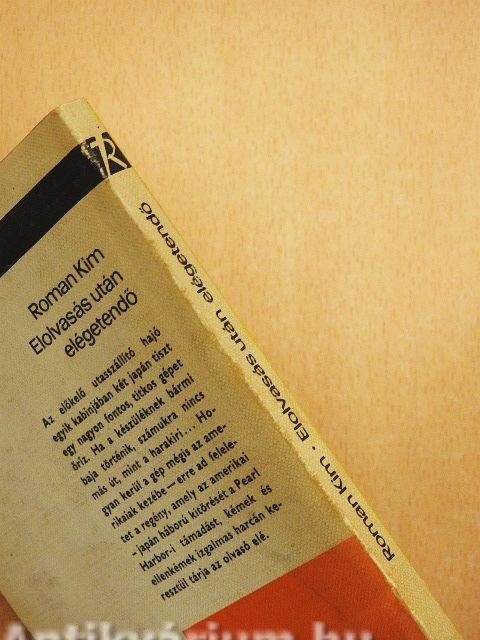 Roman Kim
Elolvasás után
elégetendő
Az előkelő utasszállító hajó
egyik kabinjában két japán tiszt
egy nagyon fontos, titkos gépet
őriz. Ha a készüléknek bármi
baja történik, számukra nincs
más út, mint a harakiri... Ho-
gyan kerül a gép mégis az ame-
rikaiak kezébe — erre ad felele-
tet a regény, amely az amerikai
-japán háború kitörését a Pearl
Harbor-i támadást, kémek és
ellenkémek izgalmas harcán ke-
resztül tárja az olvasó elé.
R
Roman Kim · Elolvasás után elégetendő
Antikvárium.hu